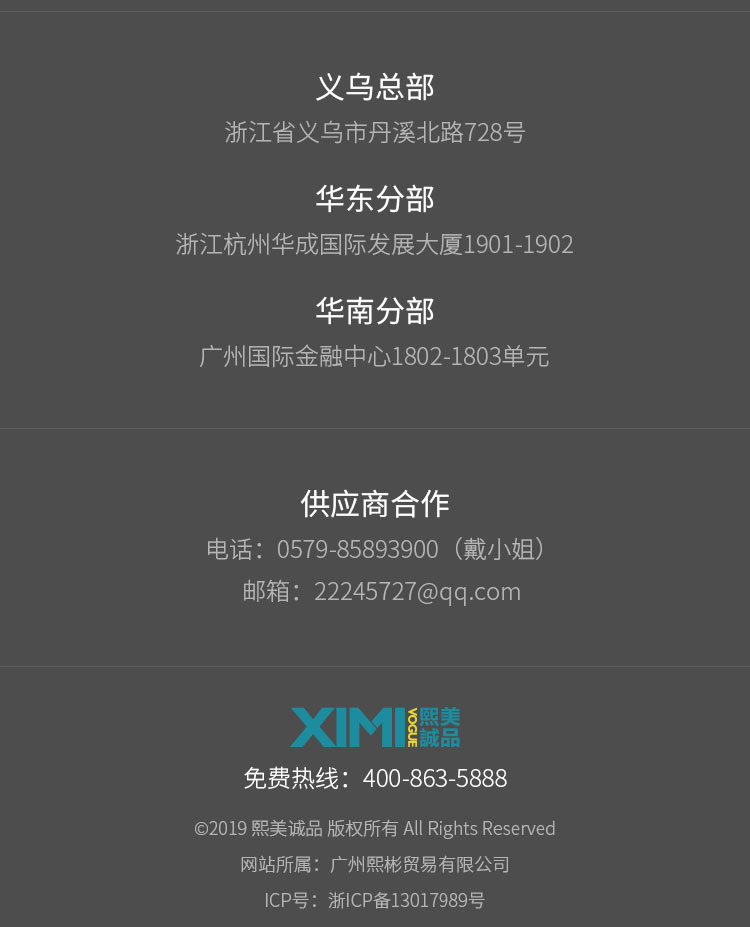 义乌总部
浙江省义乌市丹溪北路728号
华东分部
浙江杭州华成国际发展大厦1901-1902
华南分部
广州国际金融中心1802-1803单元
供应商合作
电话：0579-85893900（戴小姐）
邮箱：22245727@qq.com
XIMI VOGUE 熙美
誠品
免费热线：400-863-5888
©2019 熙美诚品 版权所有 All Rights Reserved
网站所属：广州熙彬贸易有限公司
ICP号：浙ICP备13017989号